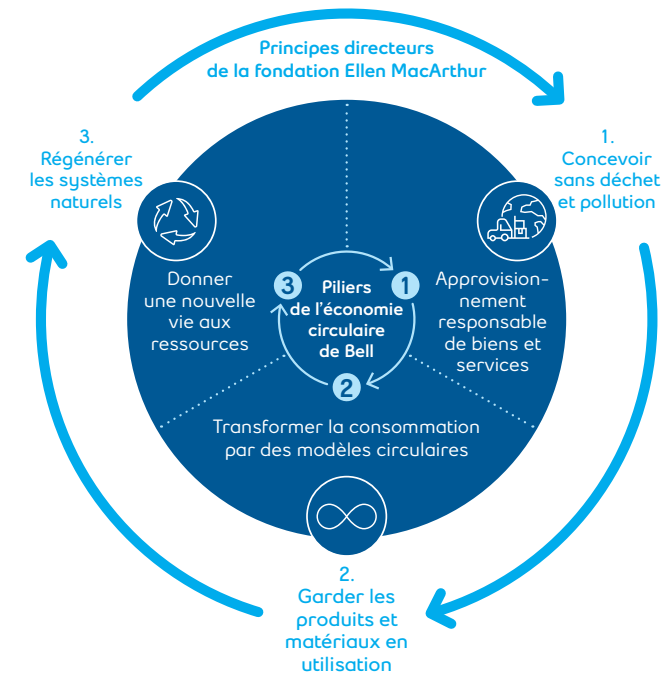 Principes directeurs
de la fondation Ellen MacArthur
1.
Concevoir
sans déchet
et pollution
2.
Garder les
produits et
matériaux en
utilisation
3.
Régénérer
les systèmes
naturels
Piliers
de l'économie
circulaire
de Bell
1
Approvision-
nement
responsable
de biens et
services
2
Transformer la consommation
par des modèles circulaires
3
Donner
une nouvelle
vie aux
ressources